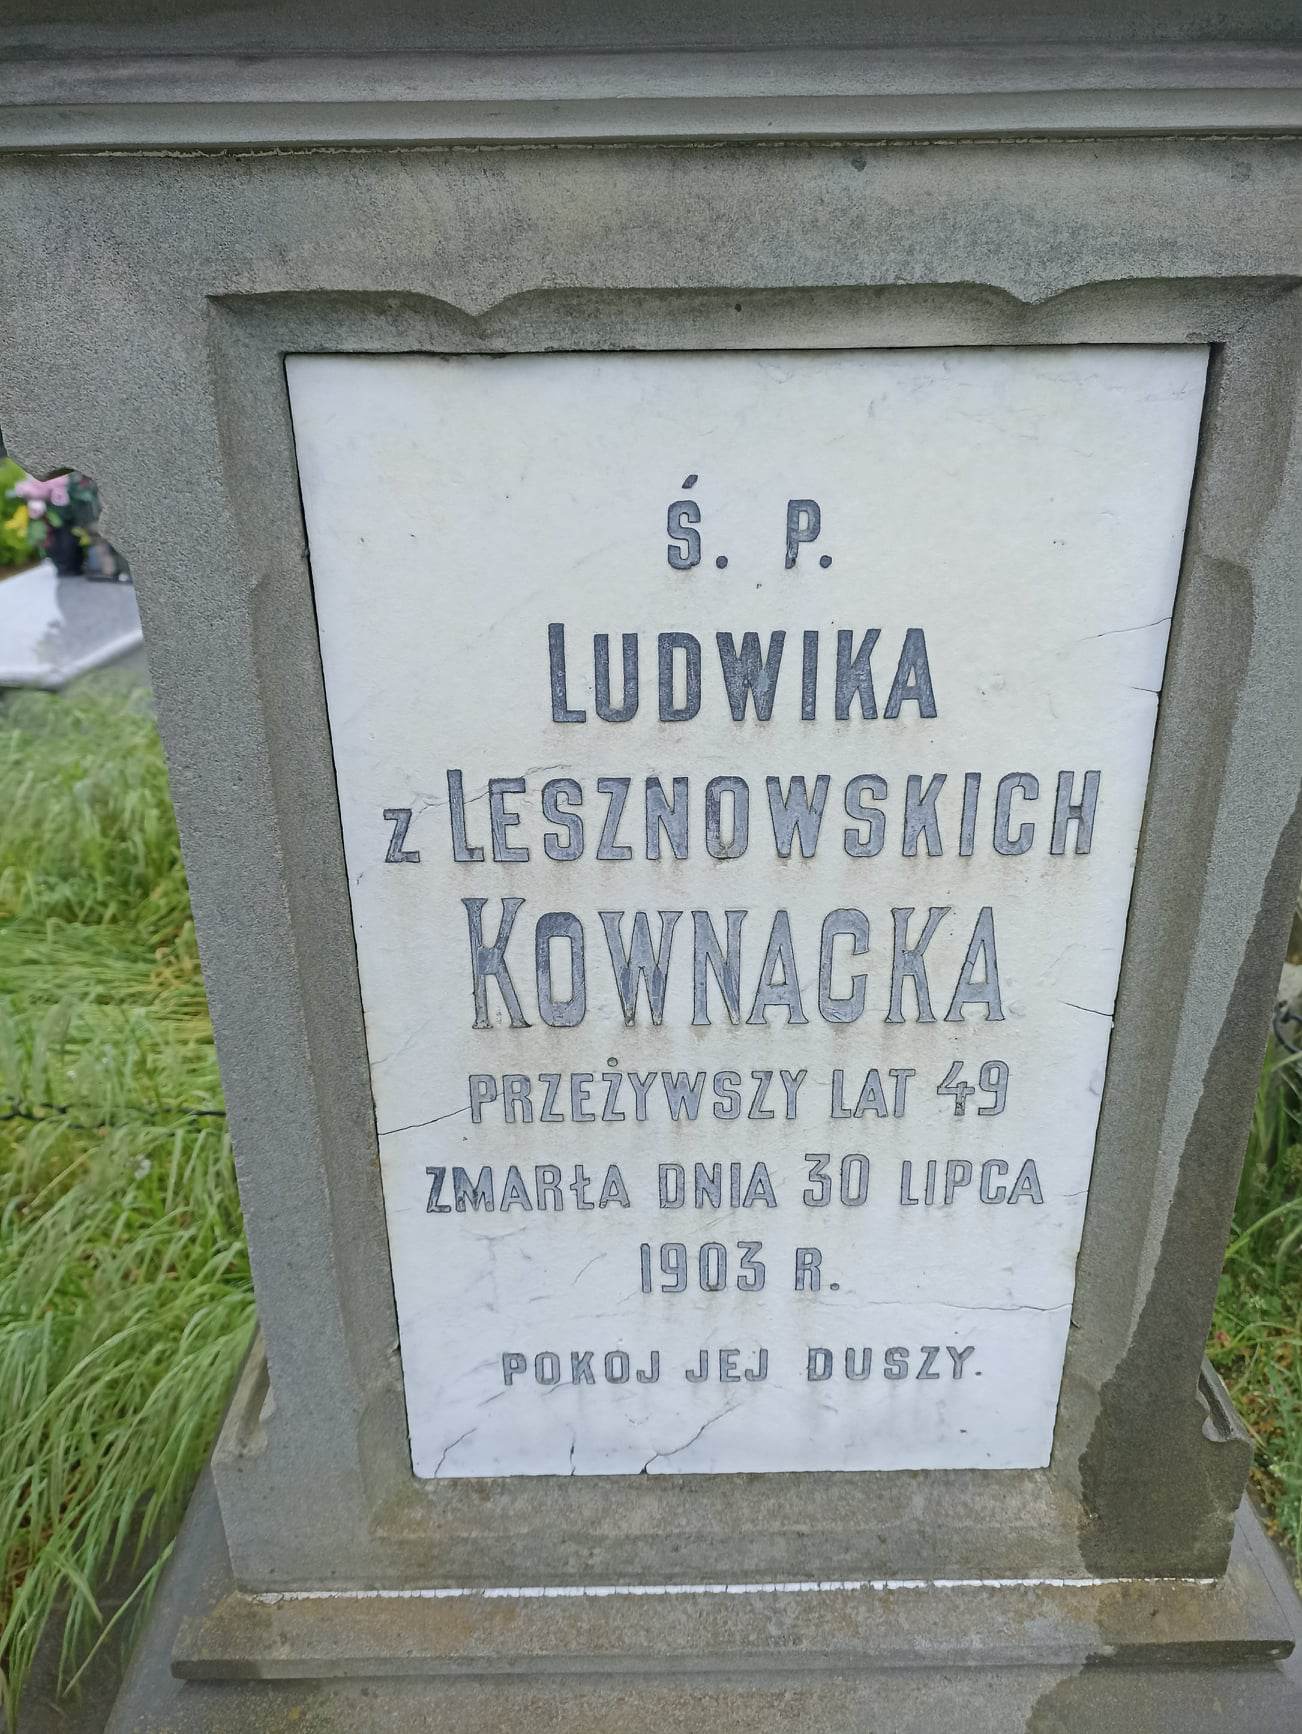 Ś. P.
LUDWIKA
Z LESZNOWSKICH
KOWNACKA
PRZEŻYWSZY LAT 49
ZMARŁA DNIA 30 LIPCA
1903 R.
POKOJ JEJ DUSZY.